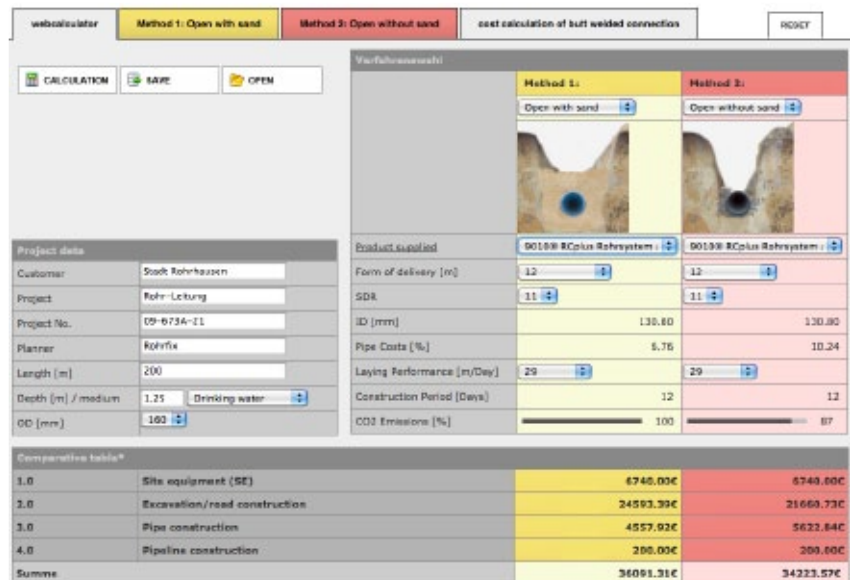 webcalculator
Method 1: Open with sand
Method 2: Open without sand
cost calculation of butt welded connection
RESET
CALCULATION
SAVE
OPEN
Verfahrenswahl
Method 1:
Method 2:
Open with sand
Open without sand
Project data
Customer Stadt Rohrhausen
Project Rohr-Leitung
Project No. 09-673A-21
Planner Rohrfix
Length [m] 200
Depth [m] / medium 1.25 Drinking water
OD [mm] 160
Product supplied 9010® RCplus Rohrsystem 9010® RCplus Rohrsystem
Form of delivery [m] 12 12
SDR 11 11
ID [mm] 130.80 130.80
Pipe Costs [%] 6.76 10.24
Laying Performance [m/Day] 29 29
Construction Period [Days] 12 12
CO2 Emissions [%] 100 87
Comparative table*
1.0 Site equipment (SE) 6740.00€ 6740.00€
2.0 Excavation/road construction 24593.39€ 21660.73€
3.0 Pipe construction 4557.92€ 5622.84€
4.0 Pipeline construction 200.00€ 200.00€
Summe 36091.31€ 34223.57€